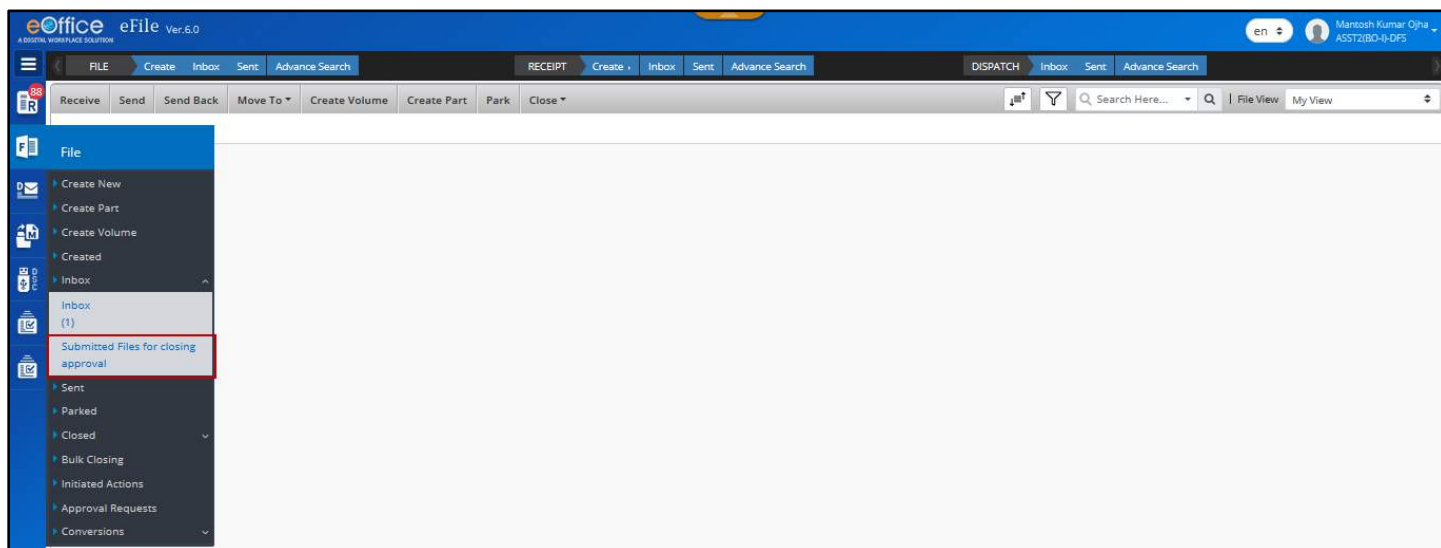 eOffice eFile Ver.6.0
A DIGITAL WORKPLACE SOLUTION
en
Mantosh Kumar Ojha
ASST2(BO-I)-DFS
FILE Create Inbox Sent Advance Search RECEIPT Create Inbox Sent Advance Search DISPATCH Inbox Sent Advance Search
88
R
Receive Send Send Back Move To Create Volume Create Part Park Close Search Here... File View My View
F
File
Create New
D
Create Part
Create Volume
M
Created
DSC
Inbox
Inbox
(1)
Submitted Files for closing
approval
Sent
Parked
Closed
Bulk Closing
Initiated Actions
Approval Requests
Conversions